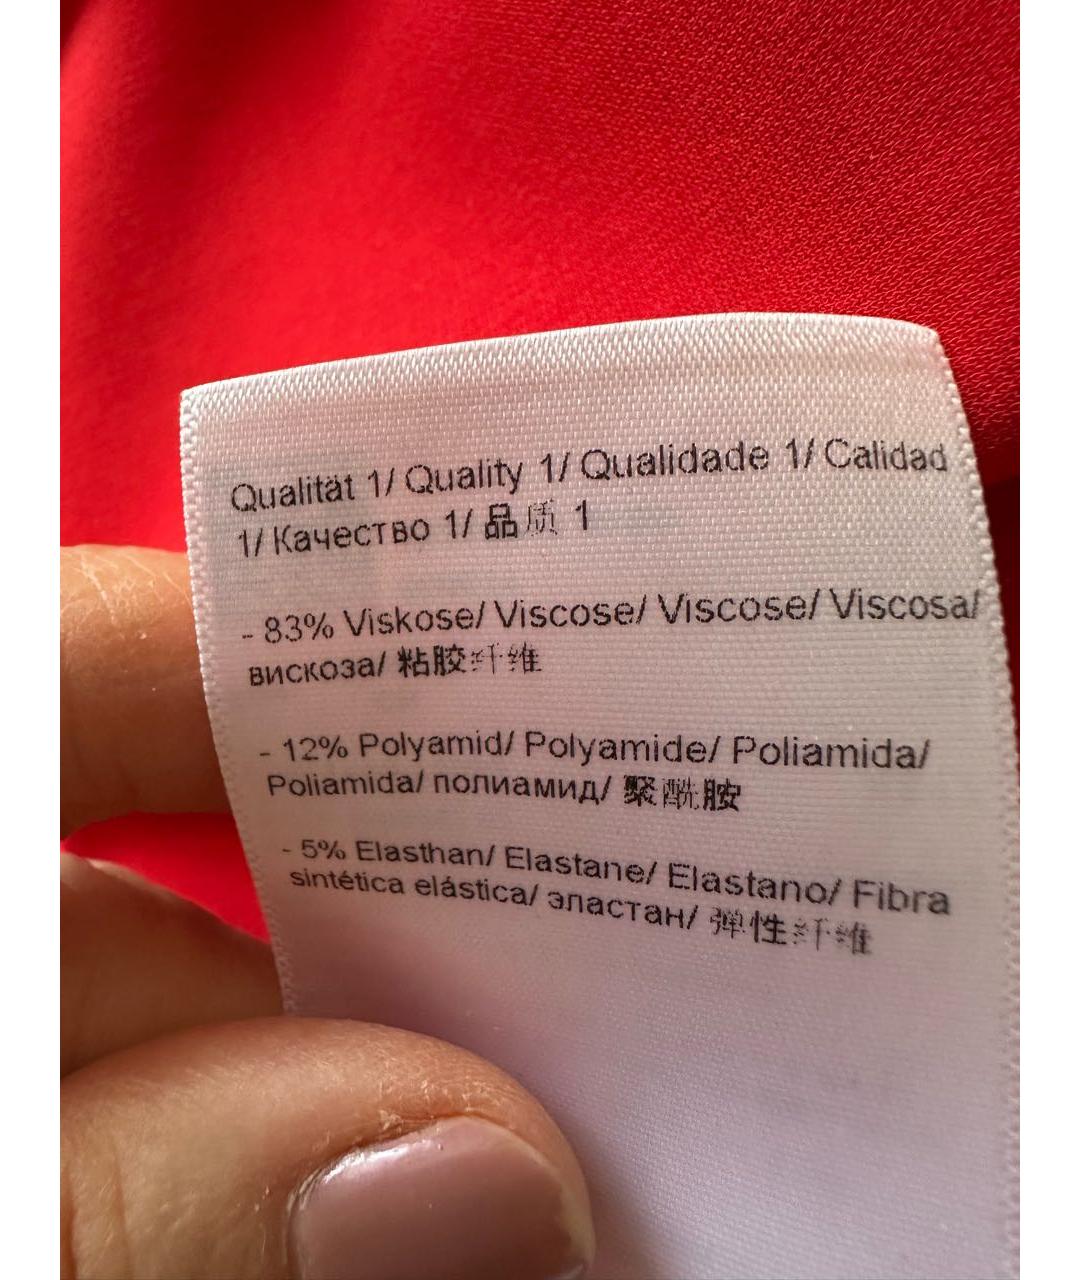 Qualität 1/ Quality 1/ Qualidade 1/ Calidad
1/ Качество 1/ 品质 1
- 83% Viskose/ Viscose/ Viscose/ Viscosa/
вискоза/ 粘胶纤维
- 12% Polyamid/ Polyamide/ Poliamida/
Poliamida/ полиамид/ 聚酰胺
- 5% Elasthan/ Elastane/ Elastano/ Fibra
sintética elástica/ эластан/ 弹性纤维